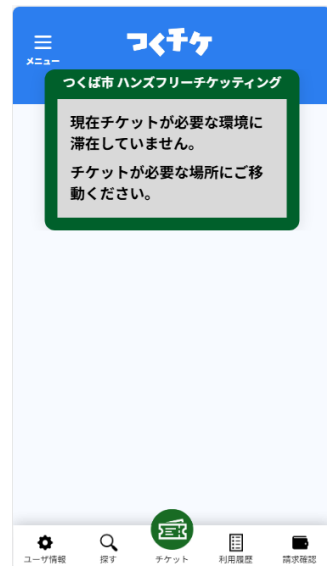 つくチケ
メニュー
つくば市 ハンズフリーチケッティング
現在チケットが必要な環境に
滞在していません。
チケットが必要な場所にご移
動ください。
ユーザ情報 探す チケット 利用履歴 請求確認